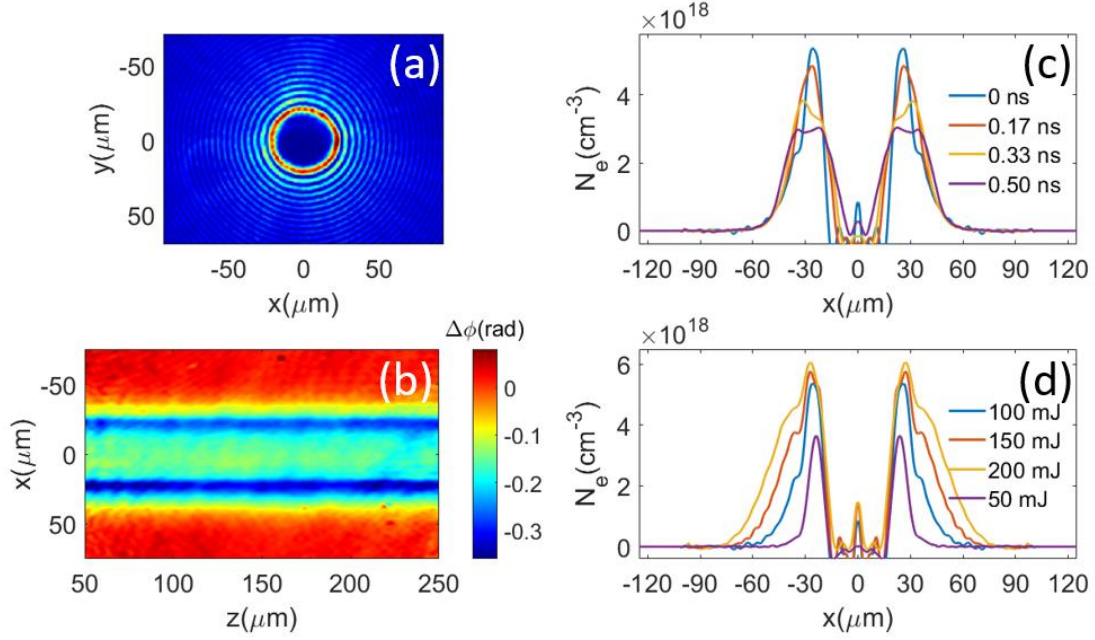 (a)
y(μm)
-50
0
50
-50 0 50
x(μm)
×10^18
(c)
N_e(cm^-3)
4
2
0
0 ns
0.17 ns
0.33 ns
0.50 ns
-120 -90 -60 -30 0 30 60 90 120
x(μm)
Δϕ(rad)
(b)
x(μm)
-50
0
50
0
-0.1
-0.2
-0.3
50 100 150 200 250
z(μm)
×10^18
(d)
N_e(cm^-3)
6
4
2
0
100 mJ
150 mJ
200 mJ
50 mJ
-120 -90 -60 -30 0 30 60 90 120
x(μm)